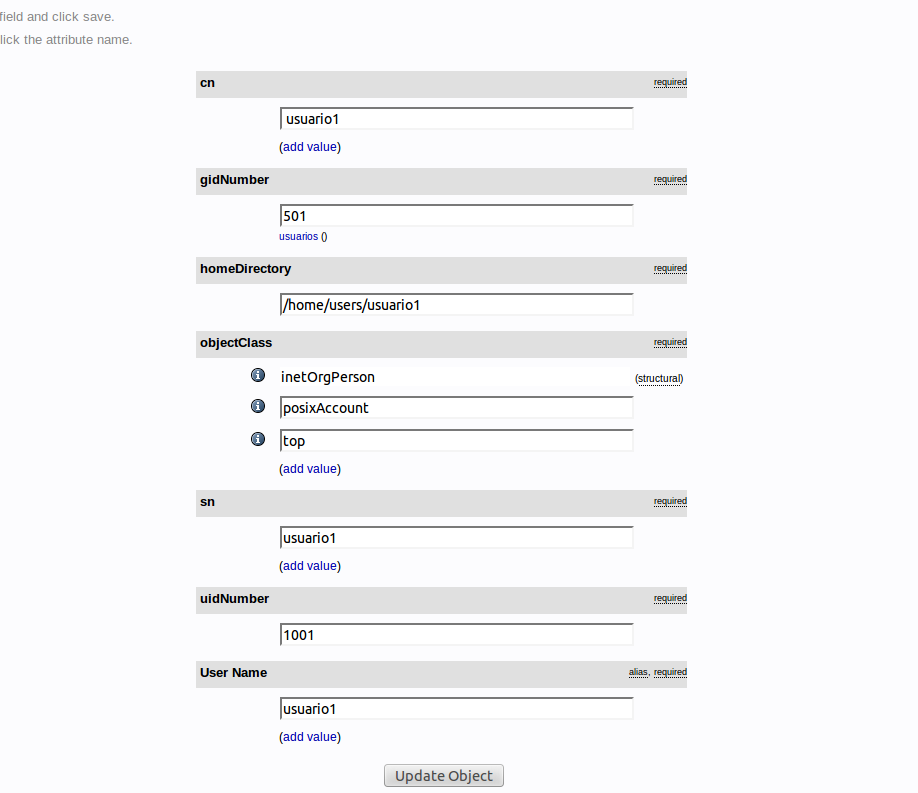 field and click save.
lick the attribute name.
cn required
usuario1
(add value)
gidNumber required
501
usuarios ()
homeDirectory required
/home/users/usuario1
objectClass required
inetOrgPerson (structural)
posixAccount
top
(add value)
sn required
usuario1
(add value)
uidNumber required
1001
User Name alias, required
usuario1
(add value)
Update Object